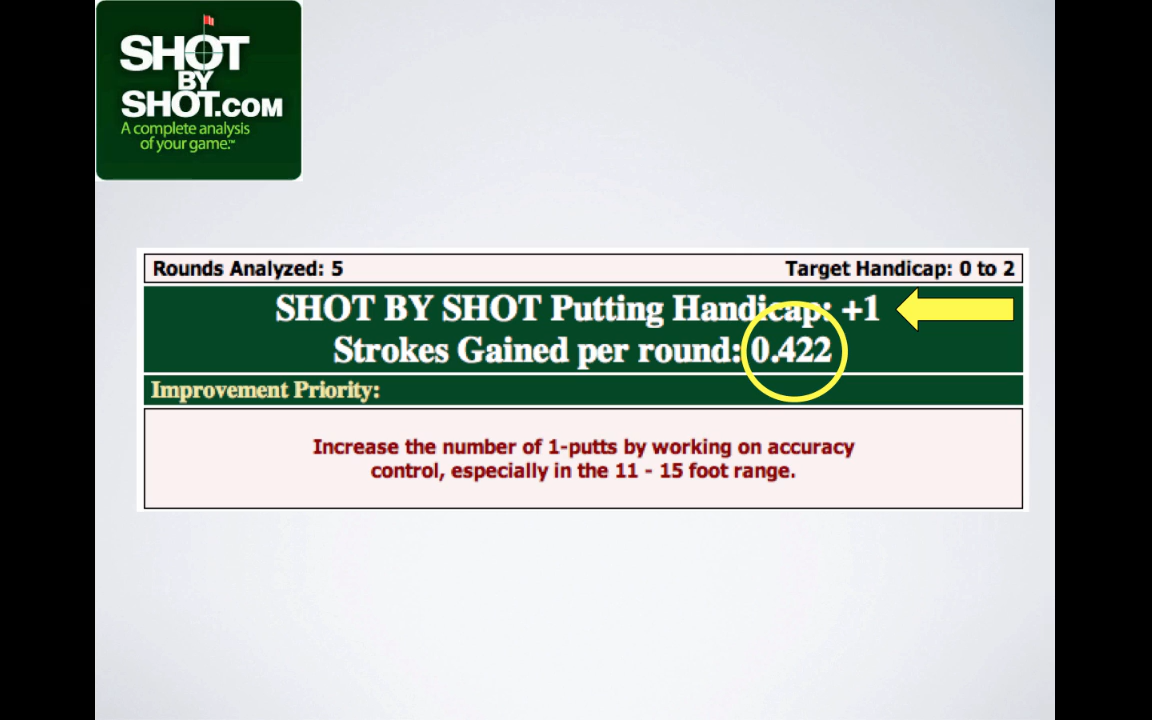 SHOT
BY
SHOT.COM
A complete analysis
of your game.™
Rounds Analyzed: 5
Target Handicap: 0 to 2
SHOT BY SHOT Putting Handicap: +1
Strokes Gained per round: 0.422
Improvement Priority:
Increase the number of 1-putts by working on accuracy
control, especially in the 11 - 15 foot range.